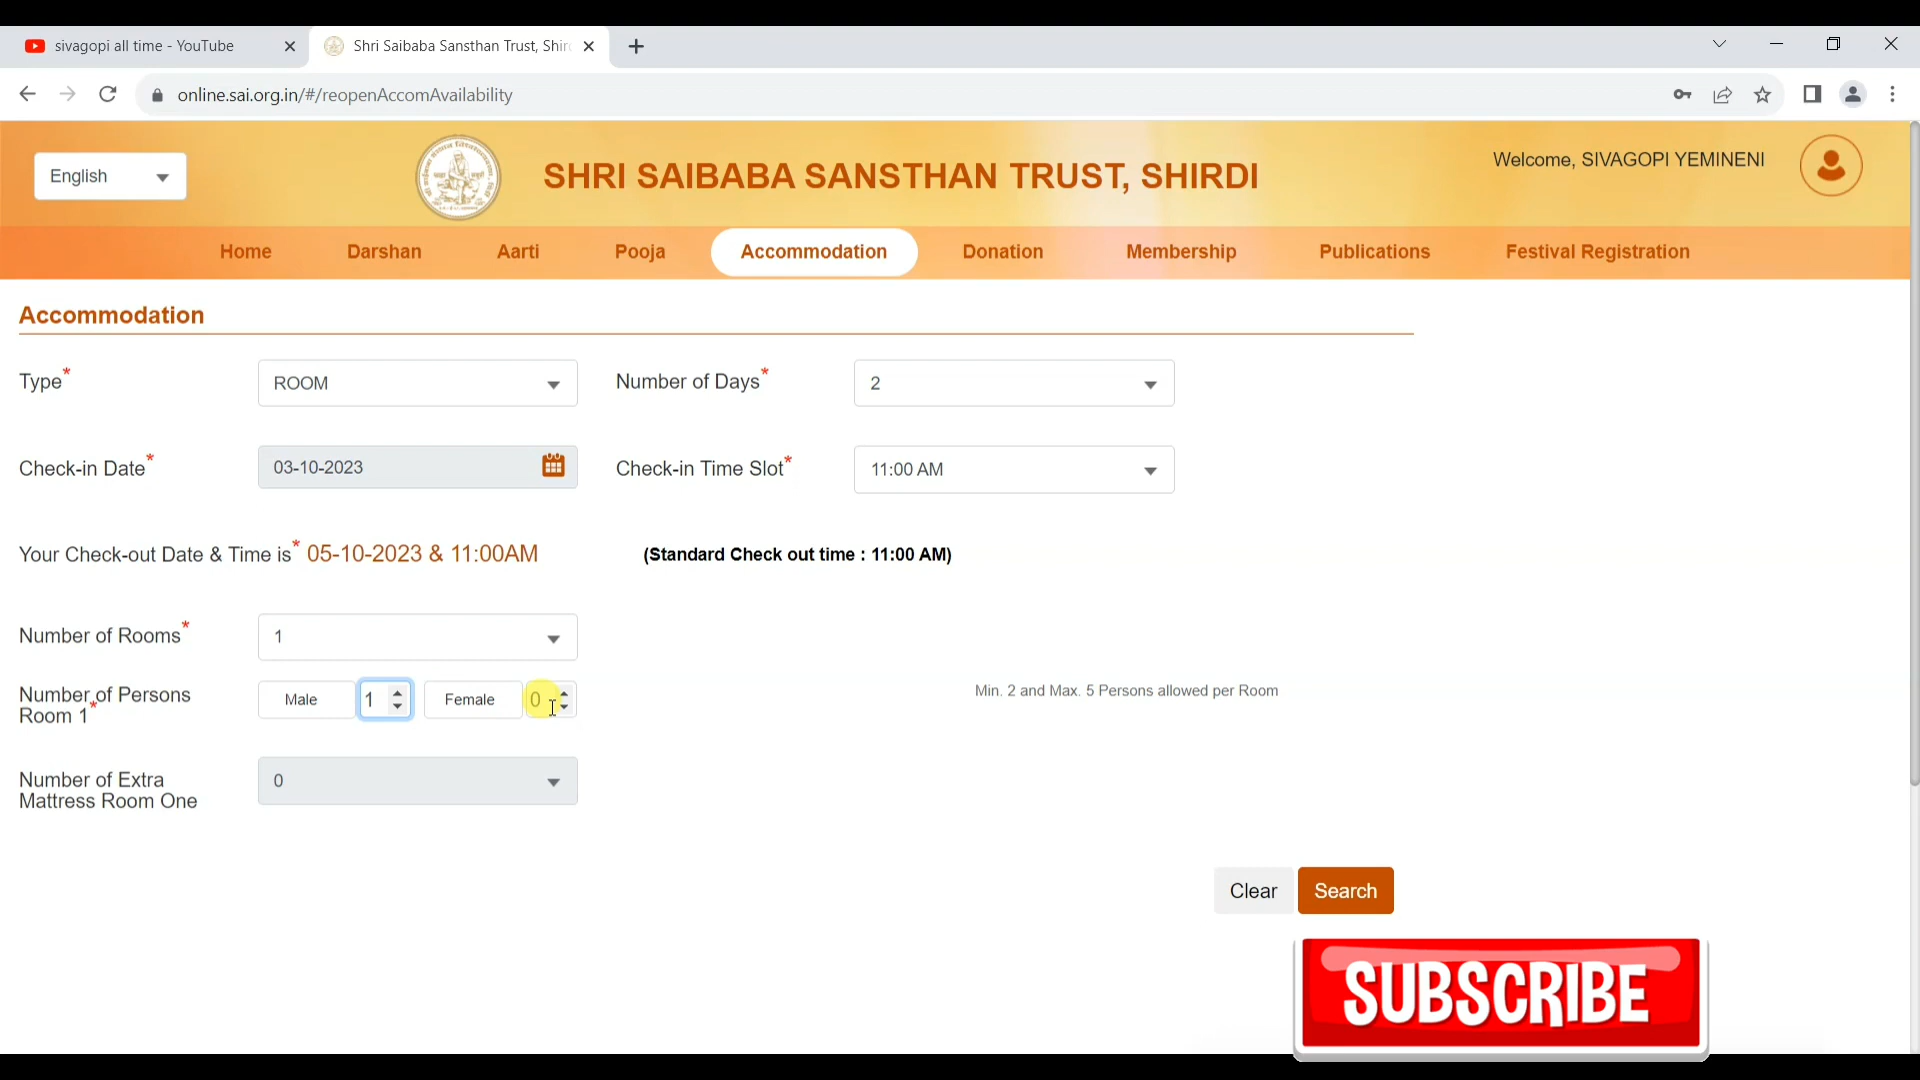 sivagopi all time - YouTube
Shri Saibaba Sansthan Trust, Shir
online.sai.org.in/#/reopenAccomAvailability
English
SHRI SAIBABA SANSTHAN TRUST, SHIRDI
Welcome, SIVAGOPI YEMINENI
Home Darshan Aarti Pooja Accommodation Donation Membership Publications Festival Registration
Accommodation
Type* ROOM Number of Days* 2
Check-in Date* 03-10-2023 Check-in Time Slot* 11:00 AM
Your Check-out Date & Time is* 05-10-2023 & 11:00AM (Standard Check out time : 11:00 AM)
Number of Rooms* 1
Number of Persons
Room 1* Male 1 Female 0 Min. 2 and Max. 5 Persons allowed per Room
Number of Extra
Mattress Room One 0
Clear Search
SUBSCRIBE